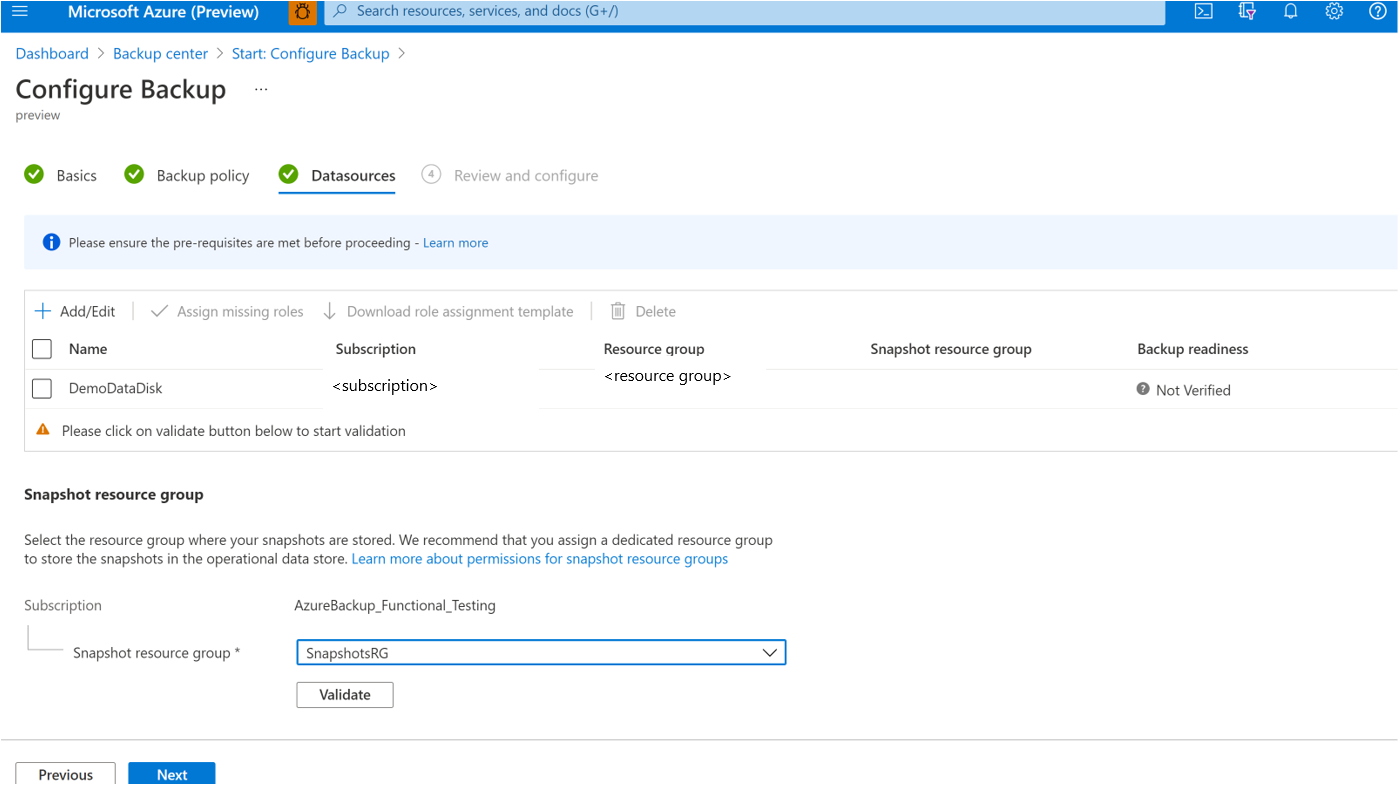 Microsoft Azure (Preview)
Search resources, services, and docs (G+/)
Dashboard > Backup center > Start: Configure Backup >
Configure Backup ...
preview
Basics
Backup policy
Datasources
4 Review and configure
Please ensure the pre-requisites are met before proceeding - Learn more
Add/Edit
Assign missing roles
Download role assignment template
Delete
Name Subscription Resource group Snapshot resource group Backup readiness
DemoDataDisk <subscription> <resource group> Not Verified
Please click on validate button below to start validation
Snapshot resource group
Select the resource group where your snapshots are stored. We recommend that you assign a dedicated resource group
to store the snapshots in the operational data store. Learn more about permissions for snapshot resource groups
Subscription AzureBackup_Functional_Testing
Snapshot resource group * SnapshotsRG
Validate
Previous Next